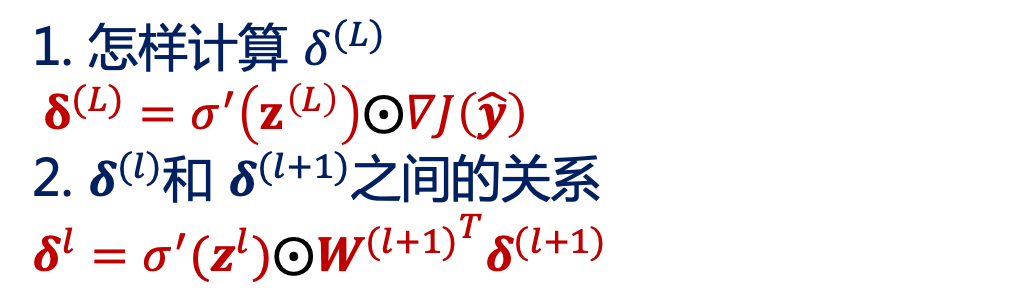 1. 怎样计算 δ^(L)
δ^(L) = σ′(z^(L))⊙∇J(ŷ)
2. δ^(l)和 δ^(l+1)之间的关系
δ^l = σ′(z^l)⊙W^(l+1)^T δ^(l+1)